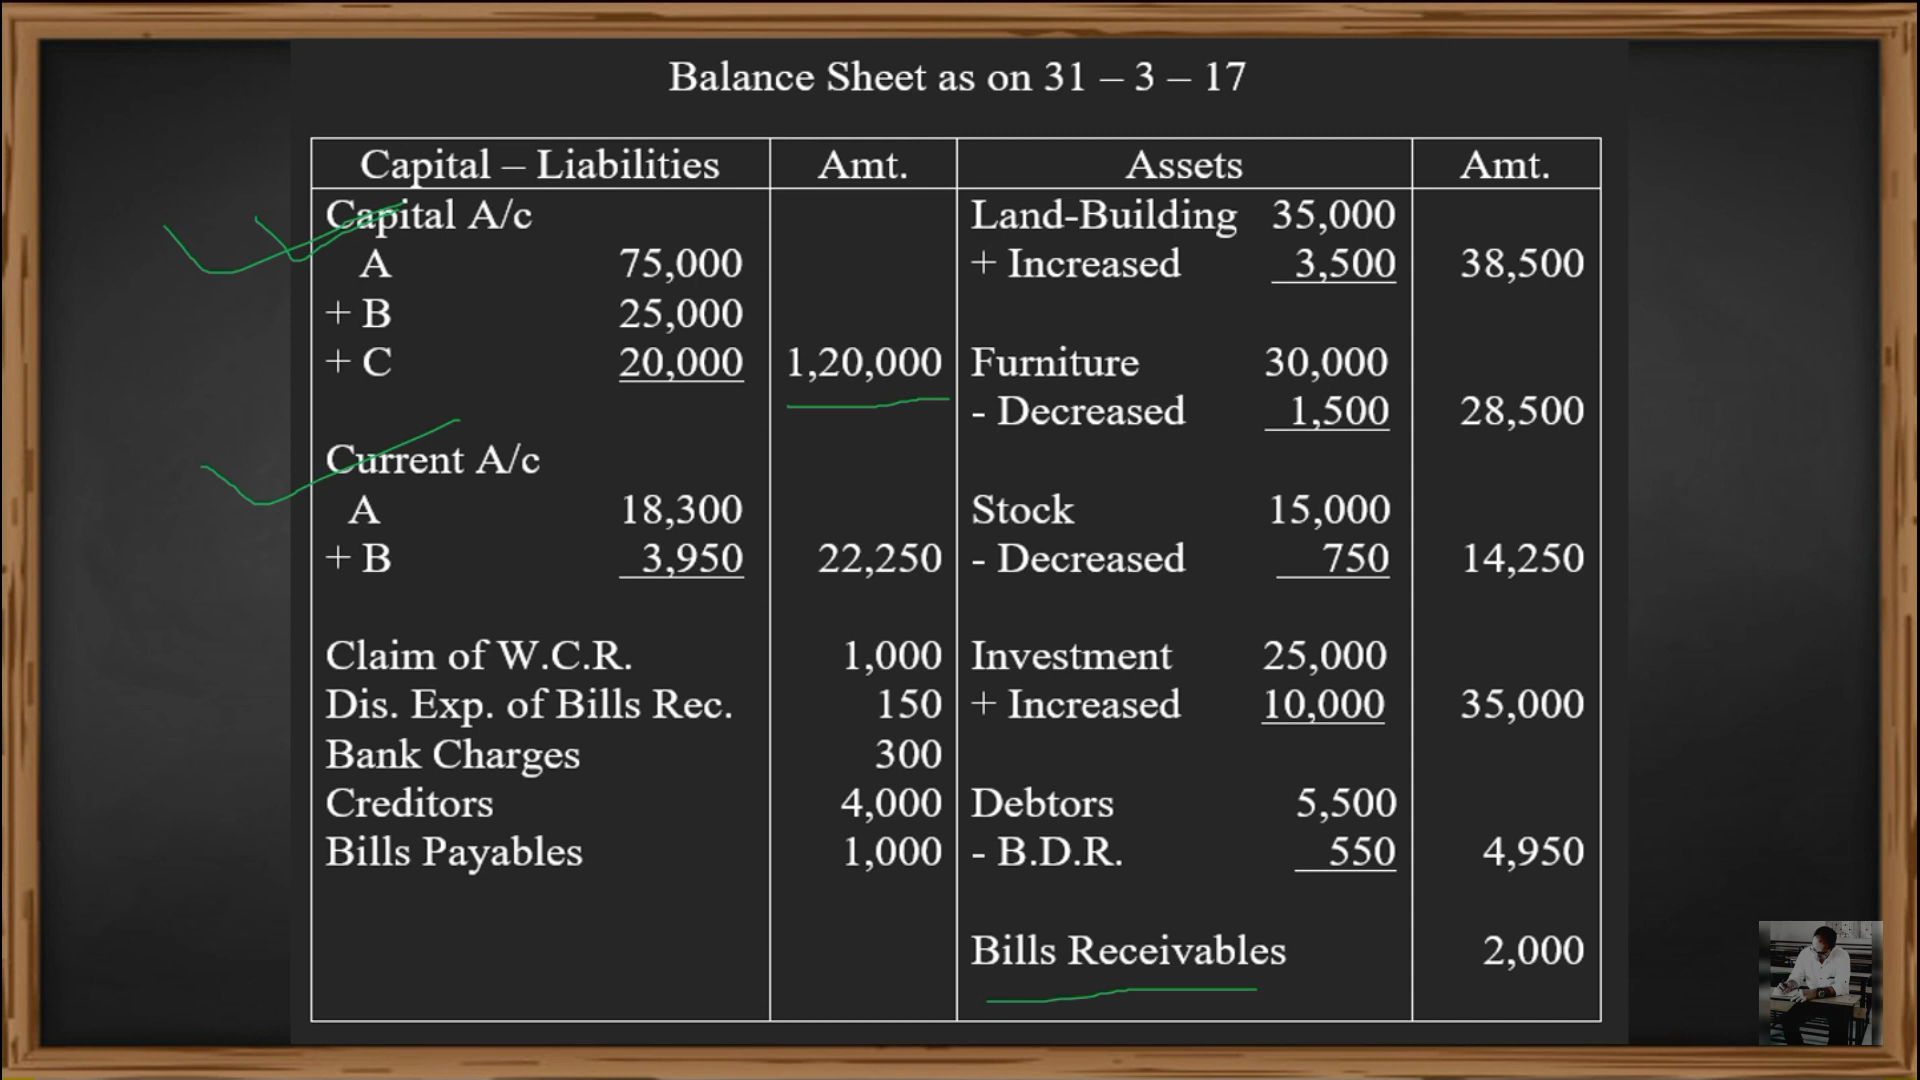 Balance Sheet as on 31 – 3 – 17
Capital – Liabilities Amt. Assets Amt.
Capital A/c Land-Building 35,000
A 75,000 + Increased 3,500 38,500
+ B 25,000
+ C 20,000 1,20,000 Furniture 30,000
- Decreased 1,500 28,500
Current A/c
A 18,300 Stock 15,000
+ B 3,950 22,250 - Decreased 750 14,250
Claim of W.C.R. 1,000 Investment 25,000
Dis. Exp. of Bills Rec. 150 + Increased 10,000 35,000
Bank Charges 300
Creditors 4,000 Debtors 5,500
Bills Payables 1,000 - B.D.R. 550 4,950
Bills Receivables 2,000